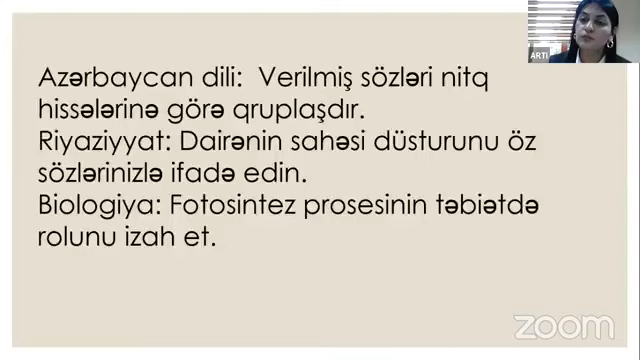 Azərbaycan dili:  Verilmiş sözləri nitq
hissələrinə görə qruplaşdır.
Riyaziyyat: Dairənin sahəsi düsturunu öz
sözlərinizlə ifadə edin.
Biologiya: Fotosintez prosesinin təbiətdə
rolunu izah et.
ARTI
zoom